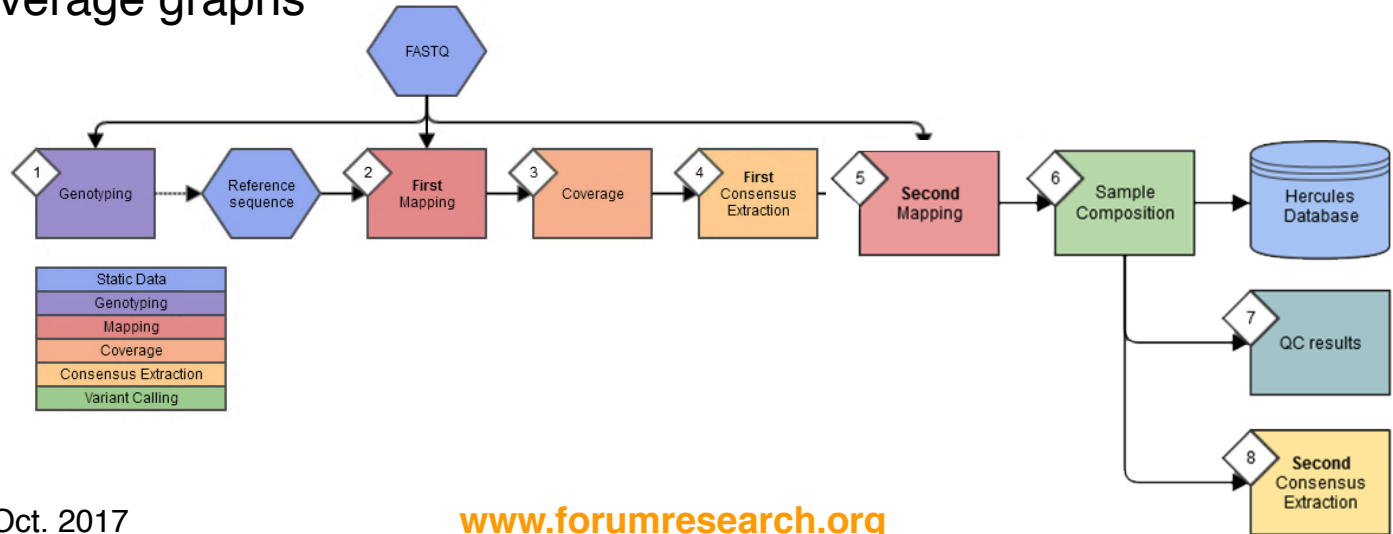 verage graphs
FASTQ
1
Genotyping
Reference
sequence
2
First
Mapping
3
Coverage
4
First
Consensus
Extraction
5
Second
Mapping
6
Sample
Composition
Hercules
Database
Static Data
Genotyping
Mapping
Coverage
Consensus Extraction
Variant Calling
7
QC results
8
Second
Consensus
Extraction
Oct. 2017
www.forumresearch.org